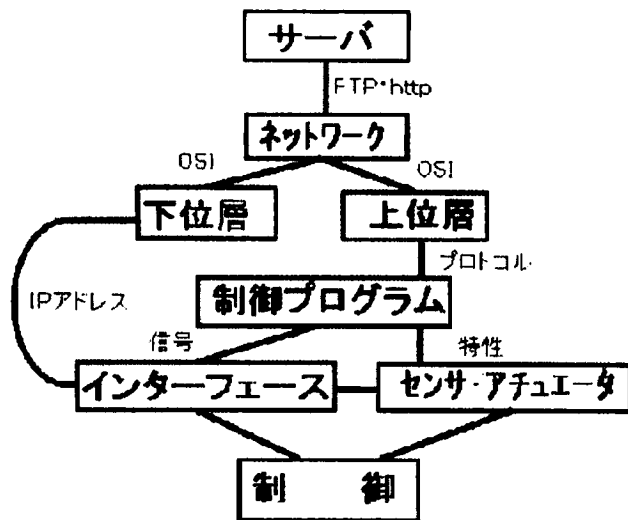 サーバ
FTP・http
ネットワーク
OSI
OSI
下位層
上位層
プロトコル
IPアドレス
制御プログラム
信号
特性
インターフェース
センサ・アチュエータ
制 御